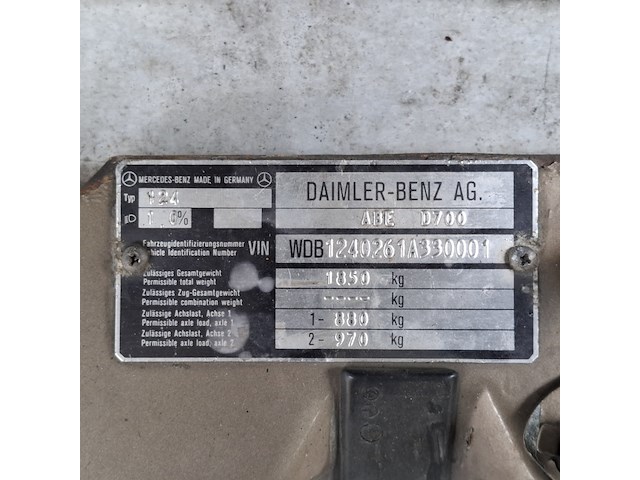 MERCEDES-BENZ MADE IN GERMANY
Typ 124
1.0%
DAIMLER-BENZ AG.
ABE D700
Fahrzeugidentifizierungsnummer
Vehicle Identification Number
VIN WDB1240261A330001
Zulässiges Gesamtgewicht
Permissible total weight
1850 kg
Zulässiges Zug-Gesamtgewicht
Permissible combination weight
---- kg
Zulässige Achslast, Achse 1
Permissible axle load, axle 1
1- 880 kg
Zulässige Achslast, Achse 2
Permissible axle load, axle 2
2- 970 kg